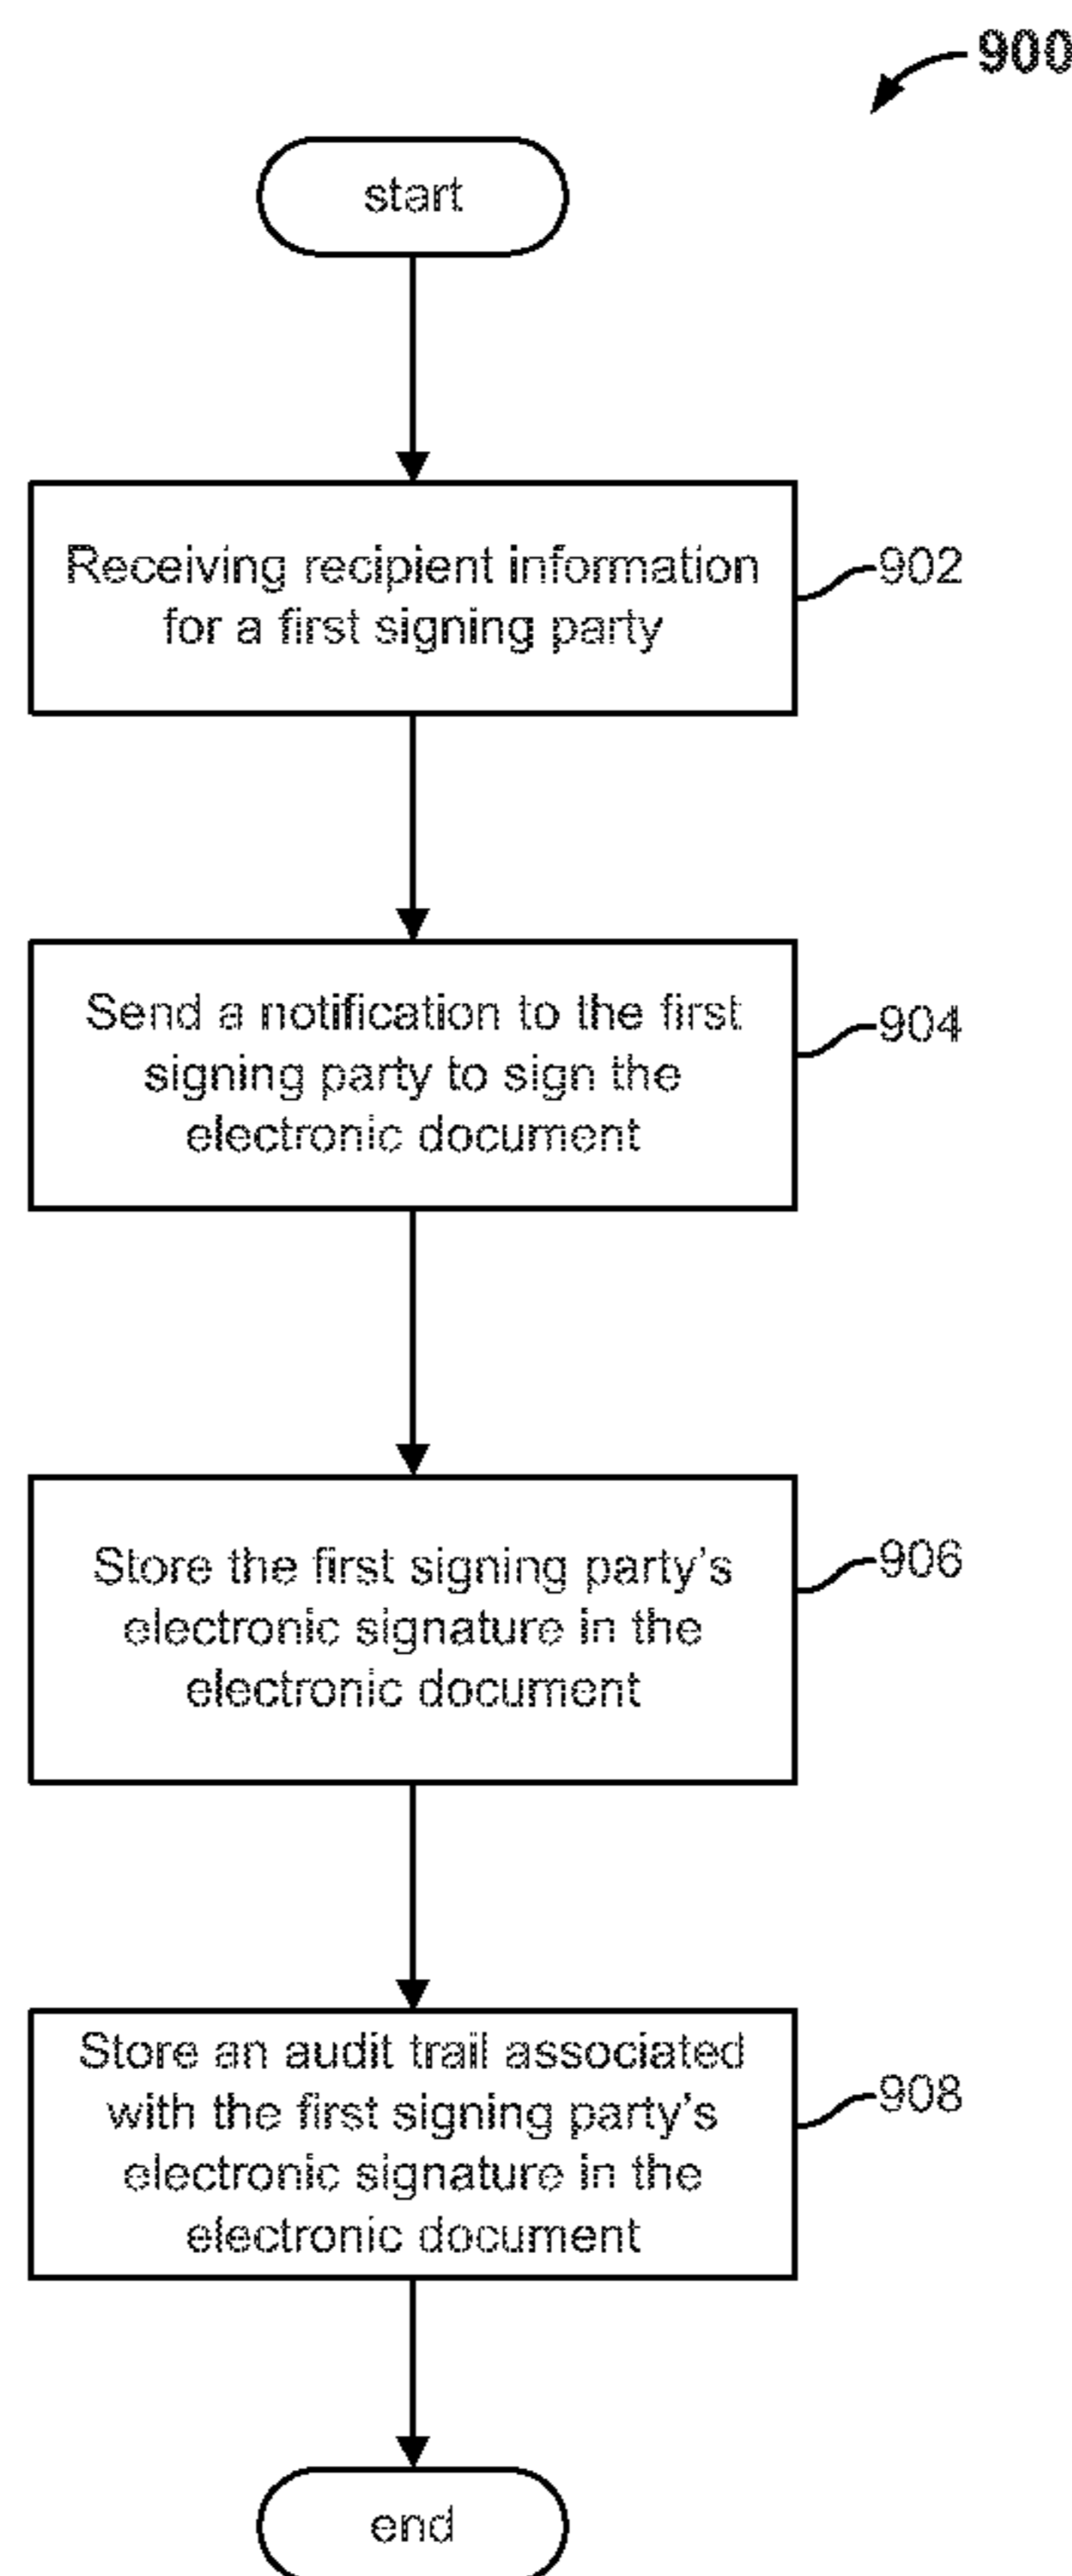 900
start
Receiving recipient information
for a first signing party
902
Send a notification to the first
signing party to sign the
electronic document
904
Store the first signing party's
electronic signature in the
electronic document
906
Store an audit trail associated
with the first signing party's
electronic signature in the
electronic document
908
end